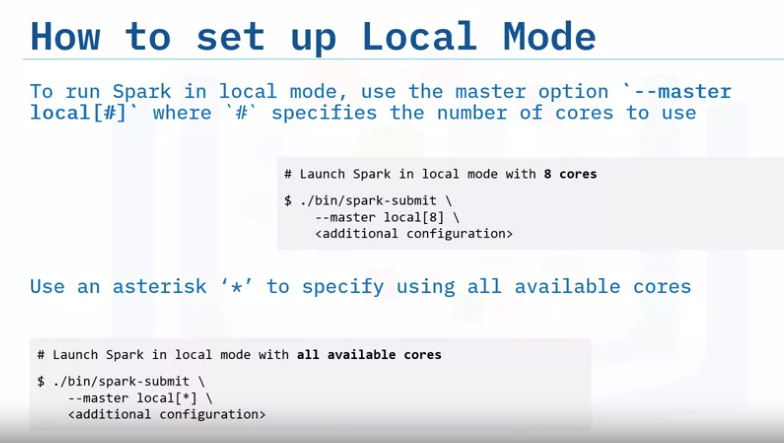 How to set up Local Mode
To run Spark in local mode, use the master option `--master
local[#]` where `#` specifies the number of cores to use
# Launch Spark in local mode with 8 cores
$ ./bin/spark-submit \
--master local[8] \
<additional configuration>
Use an asterisk ‘*’ to specify using all available cores
# Launch Spark in local mode with all available cores
$ ./bin/spark-submit \
--master local[*] \
<additional configuration>